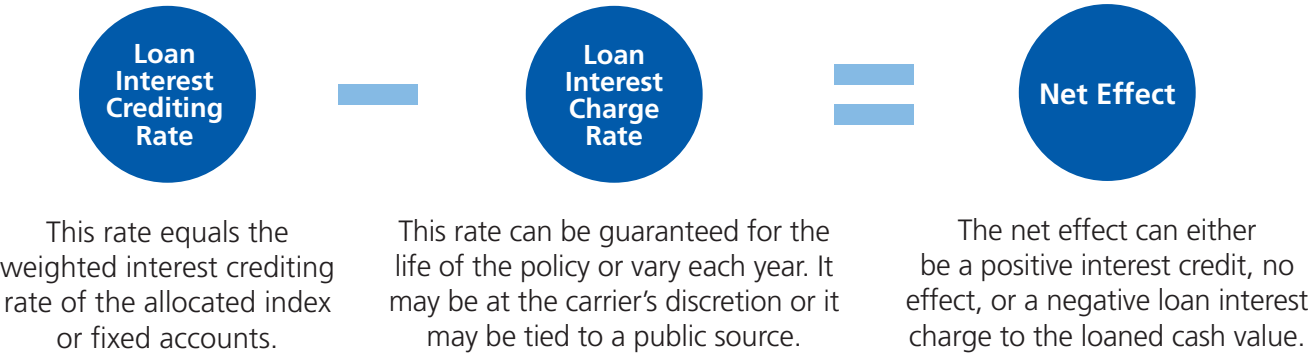 Loan
Interest
Crediting
Rate
Loan
Interest
Charge
Rate
Net Effect
This rate equals the
weighted interest crediting
rate of the allocated index
or fixed accounts.
This rate can be guaranteed for the
life of the policy or vary each year. It
may be at the carrier’s discretion or it
may be tied to a public source.
The net effect can either
be a positive interest credit, no
effect, or a negative loan interest
charge to the loaned cash value.